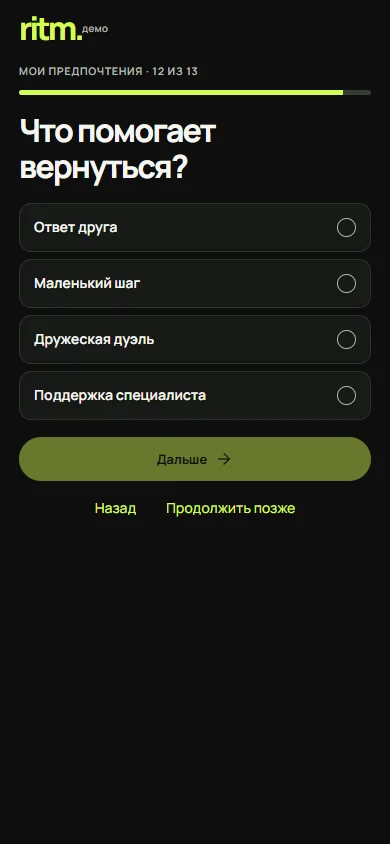 ritm. демо
МОИ ПРЕДПОЧТЕНИЯ · 12 ИЗ 13
Что помогает
вернуться?
Ответ друга
Маленький шаг
Дружеская дуэль
Поддержка специалиста
Дальше →
Назад Продолжить позже